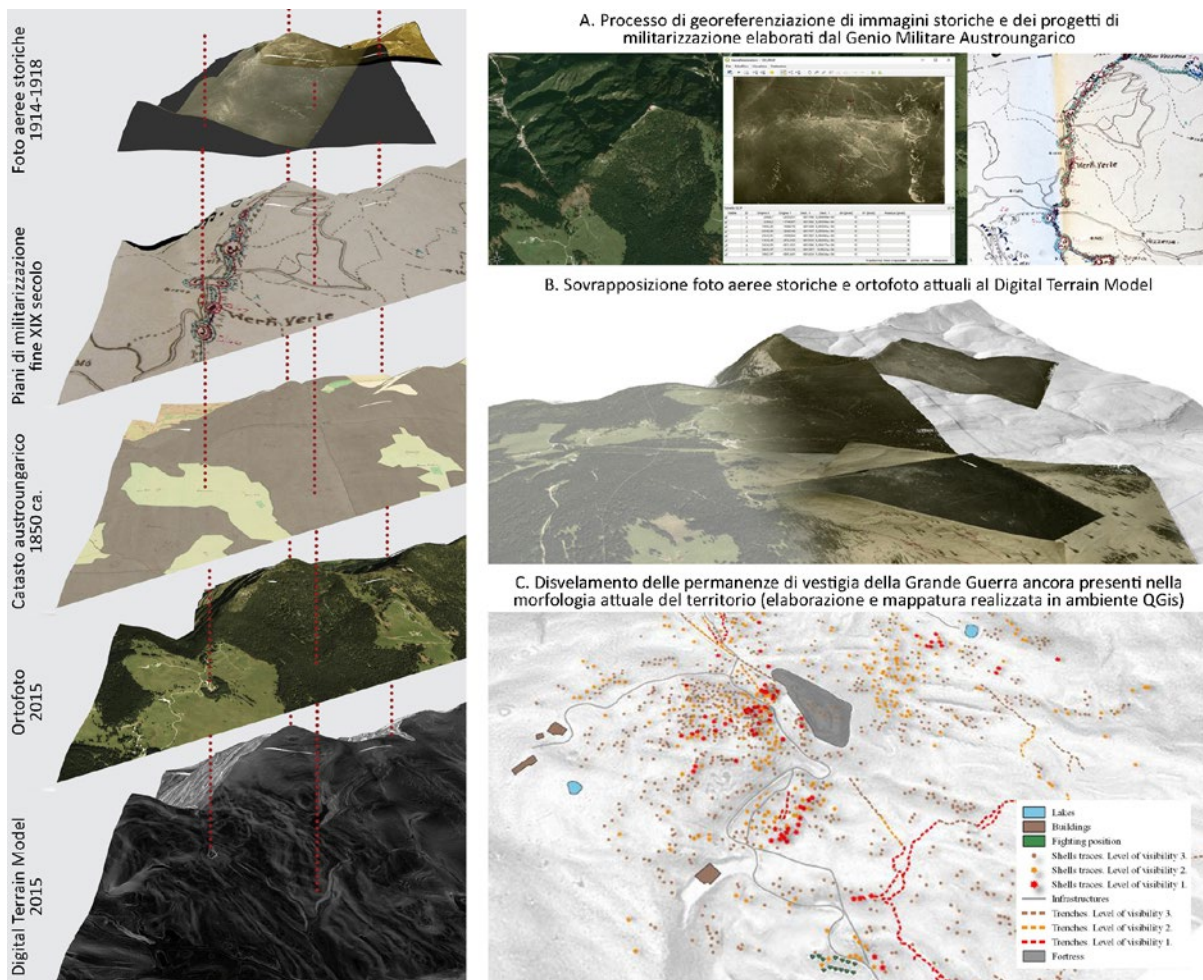 Foto aeree storiche
1914-1918
Piani di militarizzazione
fine XIX secolo
Werk Verle
Catasto austroungarico
1850 ca.
Ortofoto
2015
Digital Terrain Model
2015
A. Processo di georeferenziazione di immagini storiche e dei progetti di
militarizzazione elaborati dal Genio Militare Austroungarico
Werk Verle
B. Sovrapposizione foto aeree storiche e ortofoto attuali al Digital Terrain Model
C. Disvelamento delle permanenze di vestigia della Grande Guerra ancora presenti nella
morfologia attuale del territorio (elaborazione e mappatura realizzata in ambiente QGis)
Lakes
Buildings
Fighting position
Shells traces. Level of visibility 3.
Shells traces. Level of visibility 2.
Shells traces. Level of visibility 1.
Infrastructures
Trenches. Level of visibility 3.
Trenches. Level of visibility 2.
Trenches. Level of visibility 1.
Fortress